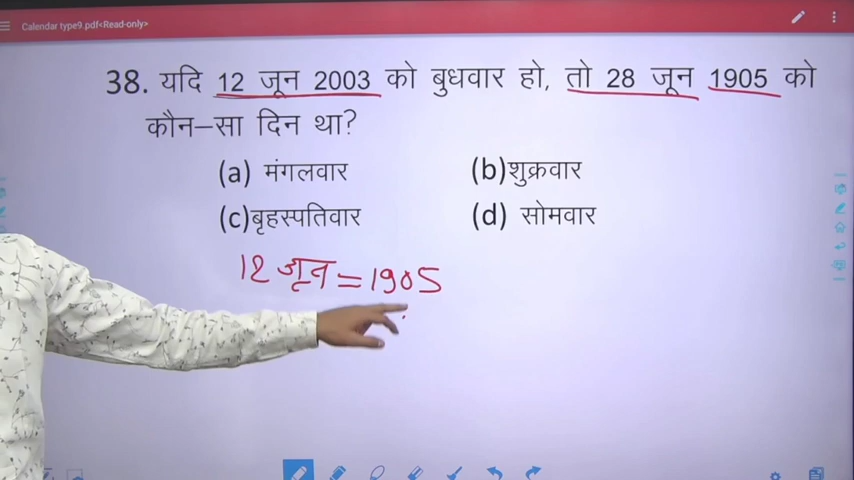 Calendar type9.pdf<Read-only>
38. यदि 12 जून 2003 को बुधवार हो, तो 28 जून 1905 को
कौन–सा दिन था?
(a) मंगलवार (b)शुक्रवार
(c)बृहस्पतिवार (d) सोमवार
12 जून = 1905